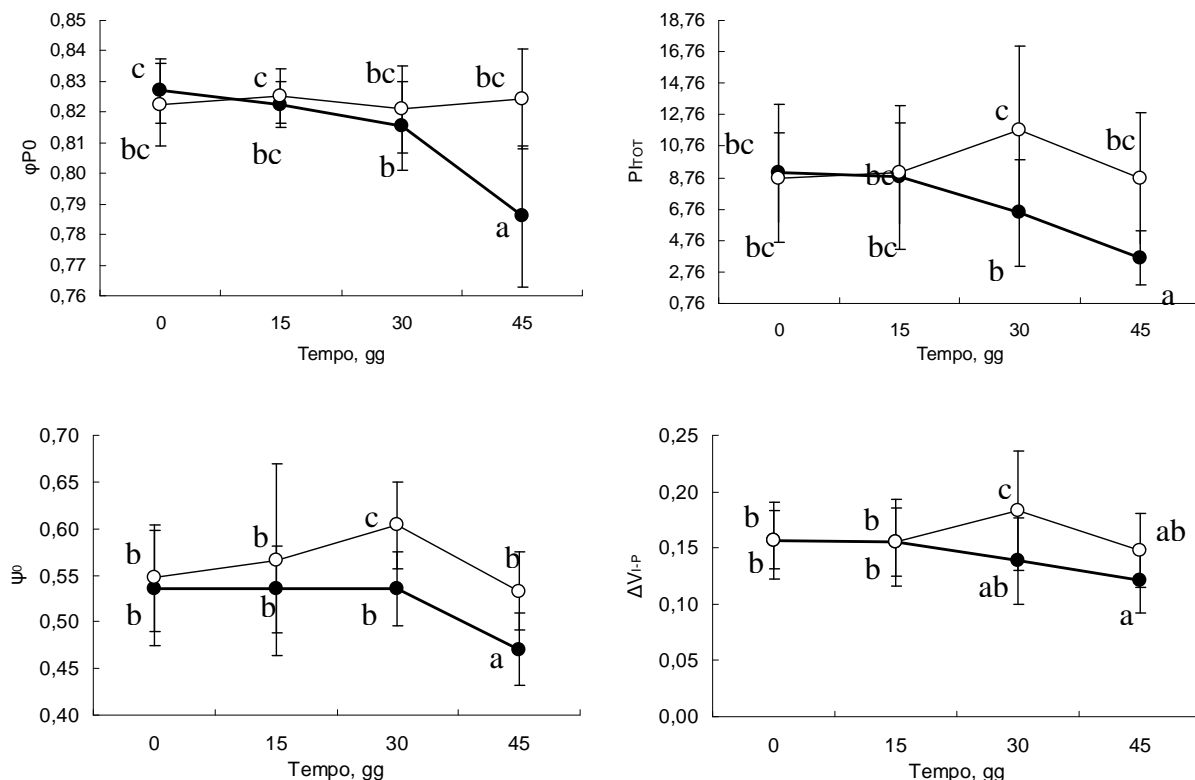 0,85
0,84
0,83
0,82
0,81
0,80
0,79
0,78
0,77
0,76
φP0
c
bc
c
bc
bc
b
bc
a
0 15 30 45
Tempo, gg
18,76
16,76
14,76
12,76
10,76
8,76
6,76
4,76
2,76
0,76
PITOT
bc
bc
bc
bc
c
b
bc
a
0 15 30 45
Tempo, gg
0,70
0,65
0,60
0,55
0,50
0,45
0,40
Ψ0
b
b
b
b
c
b
b
a
0 15 30 45
Tempo, gg
0,25
0,20
0,15
0,10
0,05
0,00
ΔVI-P
b
b
b
b
c
ab
ab
a
0 15 30 45
Tempo, gg